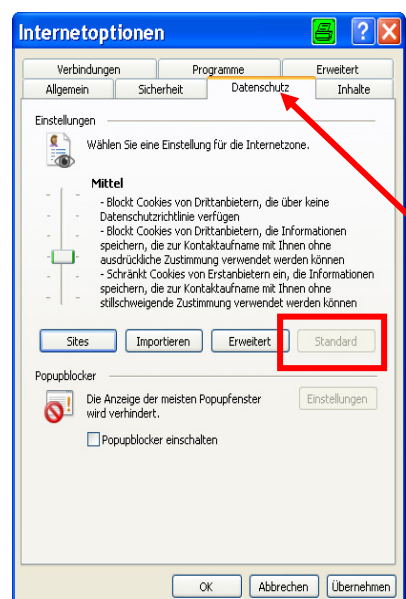 Internetoptionen
Verbindungen Programme Erweitert
Allgemein Sicherheit Datenschutz Inhalte
Einstellungen
Wählen Sie eine Einstellung für die Internetzone.
Mittel
- Blockt Cookies von Drittanbietern, die über keine
Datenschutzrichtlinie verfügen
- Blockt Cookies von Drittanbietern, die Informationen
speichern, die zur Kontaktaufname mit Ihnen ohne
ausdrückliche Zustimmung verwendet werden können
- Schränkt Cookies von Erstanbietern ein, die Informationen
speichern, die zur Kontaktaufname mit Ihnen ohne
stillschweigende Zustimmung verwendet werden können
Sites Importieren Erweitert Standard
Popupblocker
Die Anzeige der meisten Popupfenster
wird verhindert.
Einstellungen
Popupblocker einschalten
OK Abbrechen Übernehmen